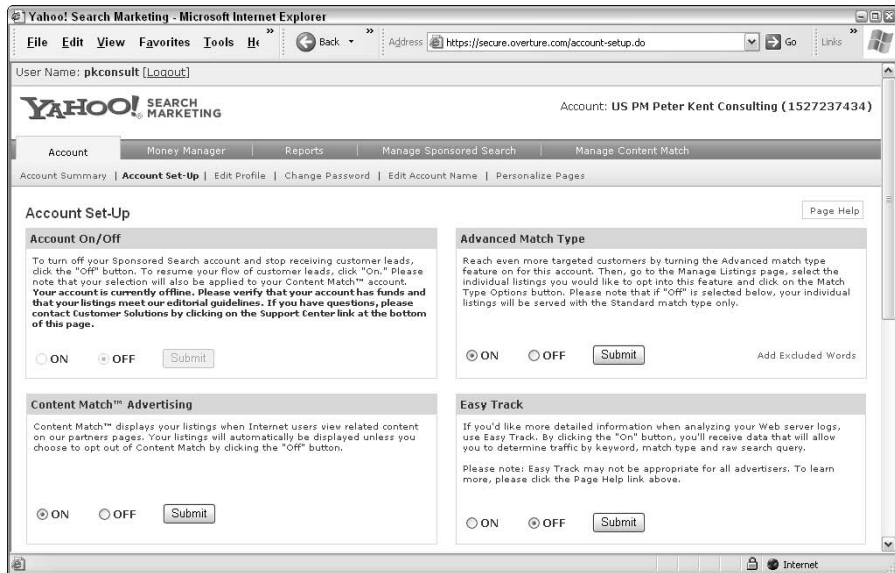 Yahoo! Search Marketing - Microsoft Internet Explorer
File Edit View Favorites Tools He » Back » Address https://secure.overture.com/account-setup.do Go Links »
User Name: pkconsult [Logout]
YAHOO! SEARCH MARKETING
Account: US PM Peter Kent Consulting (1527237434)
Account Money Manager Reports Manage Sponsored Search Manage Content Match
Account Summary | Account Set-Up | Edit Profile | Change Password | Edit Account Name | Personalize Pages
Account Set-Up
Page Help
Account On/Off
To turn off your Sponsored Search account and stop receiving customer leads,
click the "Off" button. To resume your flow of customer leads, click "On." Please
note that your selection will also be applied to your Content Match™ account.
Your account is currently offline. Please verify that your account has funds and
that your listings meet our editorial guidelines. If you have questions, please
contact Customer Solutions by clicking on the Support Center link at the bottom
of this page.
ON OFF Submit
Advanced Match Type
Reach even more targeted customers by turning the Advanced match type
feature on for this account. Then, go to the Manage Listings page, select the
individual listings you would like to opt into this feature and click on the Match
Type Options button. Please note that if "Off" is selected below, your individual
listings will be served with the Standard match type only.
ON OFF Submit Add Excluded Words
Content Match™ Advertising
Content Match™ displays your listings when Internet users view related content
on our partners pages. Your listings will automatically be displayed unless you
choose to opt out of Content Match by clicking the "Off" button.
ON OFF Submit
Easy Track
If you'd like more detailed information when analyzing your Web server logs,
use Easy Track. By clicking the "On" button, you'll receive data that will allow
you to determine traffic by keyword, match type and raw search query.
Please note: Easy Track may not be appropriate for all advertisers. To learn
more, please click the Page Help link above.
ON OFF Submit
Internet